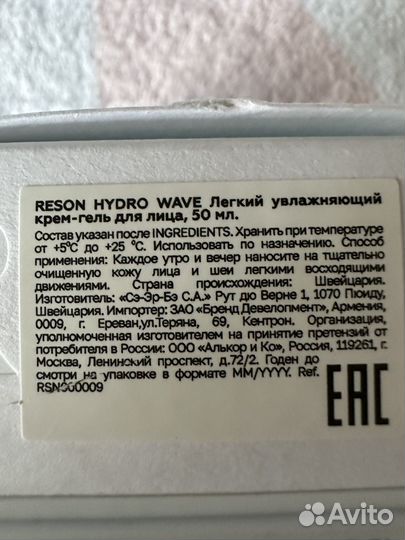 RESON HYDRO WAVE Легкий увлажняющий
крем-гель для лица, 50 мл.
Состав указан после INGREDIENTS. Хранить при температуре
от +5°C до +25 °C. Использовать по назначению. Способ
применения: Каждое утро и вечер наносите на тщательно
очищенную кожу лица и шеи легкими восходящими
движениями. Страна происхождения: Швейцария.
Изготовитель: «Сэ-Эр-Бэ С.А.» Рут дю Верне 1, 1070 Пюиду,
Швейцария. Импортер: ЗАО «Бренд Девелопмент», Армения,
0009, г. Ереван,ул.Теряна, 69, Кентрон. Организация,
уполномоченная изготовителем на принятие претензий от
потребителя в России: ООО «Алькор и Ко», Россия, 119261, г.
Москва, Ленинский проспект, д.72/2. Годен до
смотри на упаковке в формате ММ/YYYY. Ref.
RSN300009
EAC
Avito